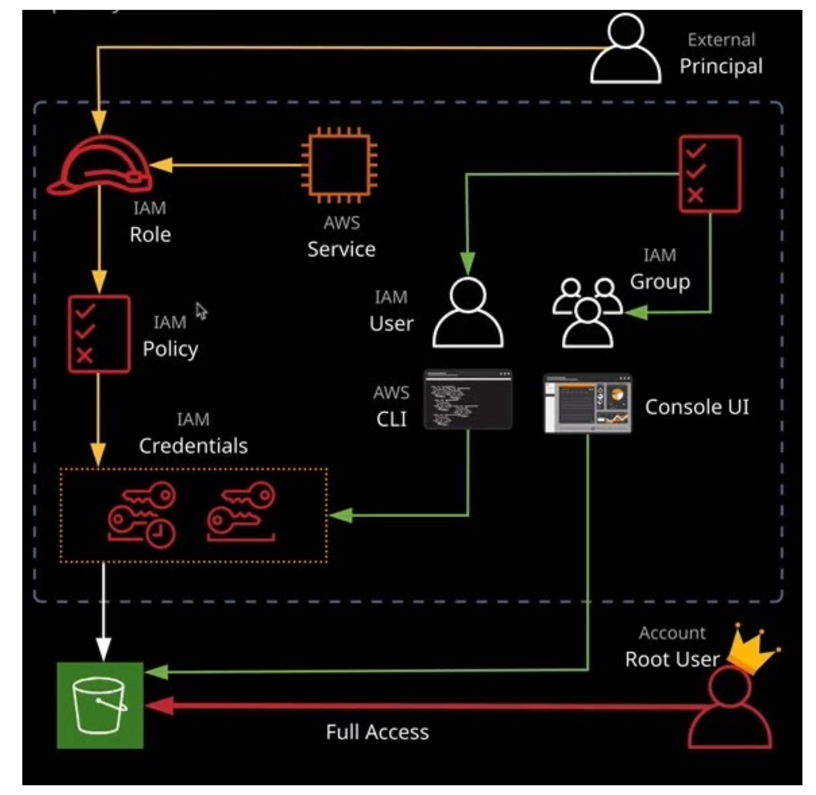 External
Principal
IAM
Role
AWS
Service
IAM
Group
IAM
User
IAM
Policy
AWS
CLI
Console UI
IAM
Credentials
Account
Root User
Full Access